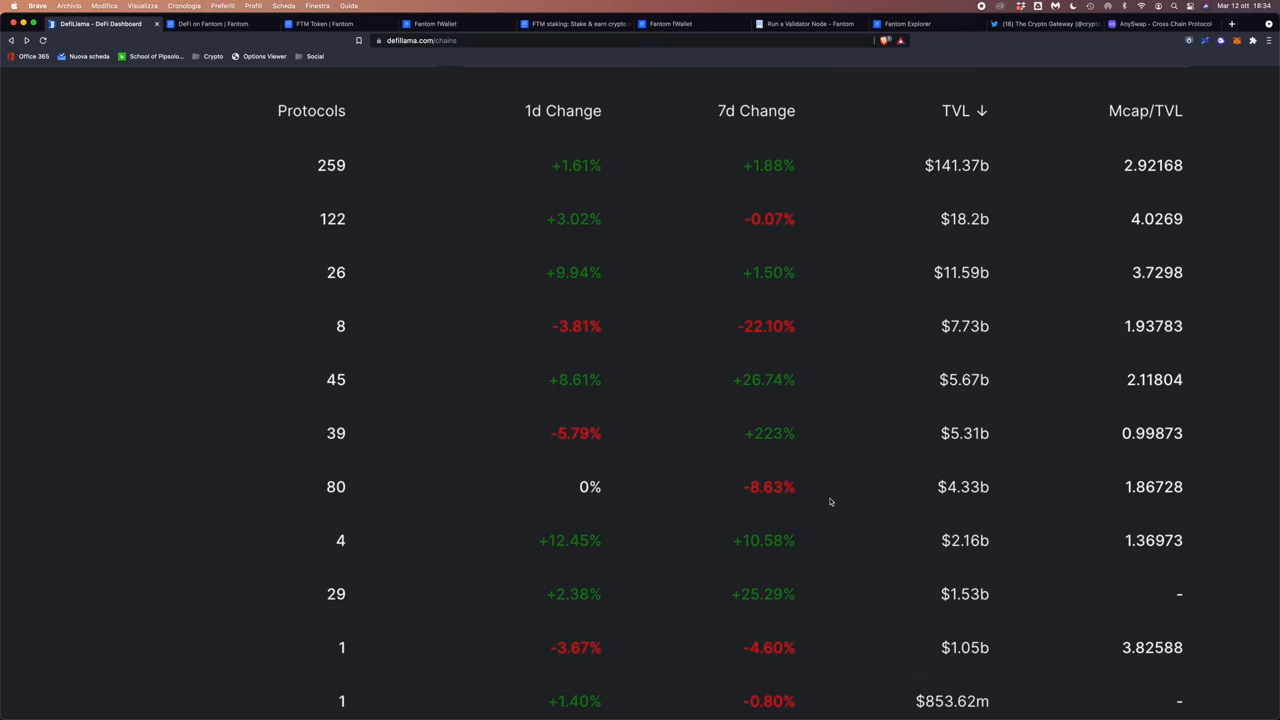 Brave Archivio Modifica Visualizza Cronologia Preferiti Profili Scheda Finestra Guida Mar 12 ott 18:34
DefiLlama - DeFi Dashboard DeFi on Fantom | Fantom FTM Token | Fantom Fantom fWallet FTM staking: Stake & earn crypto Fantom fWallet Run a Validator Node - Fantom Fantom Explorer (18) The Crypto Gateway (@crypt AnySwap - Cross Chain Protocol
defillama.com/chains
Office 365 Nuova scheda School of Pipsolo... Crypto Options Viewer Social
Protocols 1d Change 7d Change TVL ↓ Mcap/TVL
259 +1.61% +1.88% $141.37b 2.92168
122 +3.02% -0.07% $18.2b 4.0269
26 +9.94% +1.50% $11.59b 3.7298
8 -3.81% -22.10% $7.73b 1.93783
45 +8.61% +26.74% $5.67b 2.11804
39 -5.79% +223% $5.31b 0.99873
80 0% -8.63% $4.33b 1.86728
4 +12.45% +10.58% $2.16b 1.36973
29 +2.38% +25.29% $1.53b -
1 -3.67% -4.60% $1.05b 3.82588
1 +1.40% -0.80% $853.62m -